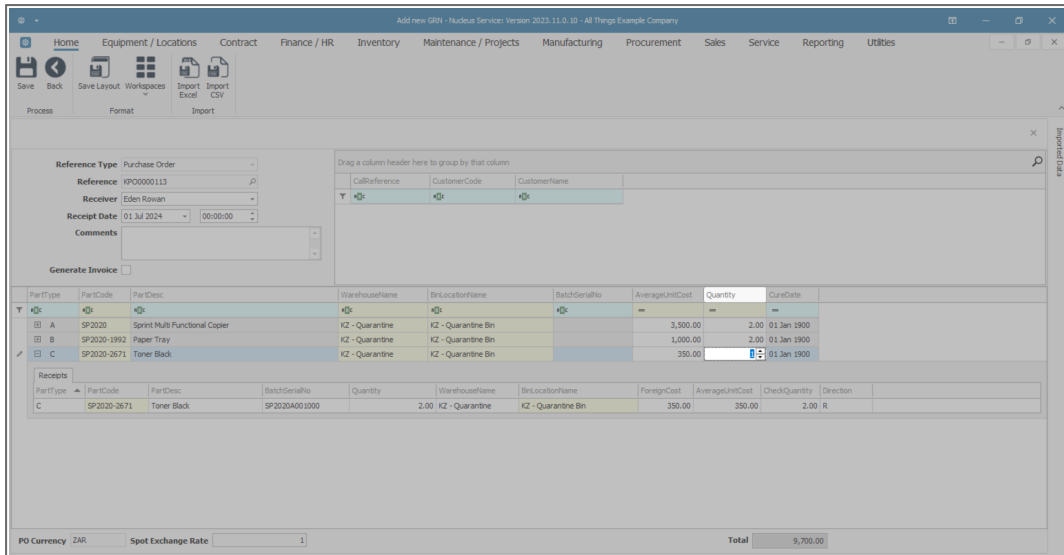 Add new GRN - Nucleus Service: Version 2023.11.0.10 - All Things Example Company
Home Equipment / Locations Contract Finance / HR Inventory Maintenance / Projects Manufacturing Procurement Sales Service Reporting Utilities
Save Back Save Layout Workspaces Import Excel Import CSV
Process Format Import
Imported Data
Reference Type Purchase Order
Reference KPO0000113
Receiver Eden Rowan
Receipt Date 01 Jul 2024 00:00:00
Comments
Generate Invoice
Drag a column header here to group by that column
CallReference CustomerCode CustomerName
PartType PartCode PartDesc WarehouseName BinLocationName BatchSerialNo AverageUnitCost Quantity CureDate
A SP2020 Sprint Multi Functional Copier KZ - Quarantine KZ - Quarantine Bin 3,500.00 2.00 01 Jan 1900
B SP2020-1992 Paper Tray KZ - Quarantine KZ - Quarantine Bin 1,000.00 2.00 01 Jan 1900
C SP2020-2671 Toner Black KZ - Quarantine KZ - Quarantine Bin 350.00 1 01 Jan 1900
Receipts
PartType PartCode PartDesc BatchSerialNo Quantity WarehouseName BinLocationName ForeignCost AverageUnitCost CheckQuantity Direction
C SP2020-2671 Toner Black SP2020A001000 2.00 KZ - Quarantine KZ - Quarantine Bin 350.00 350.00 2.00 R
PO Currency ZAR Spot Exchange Rate 1 Total 9,700.00